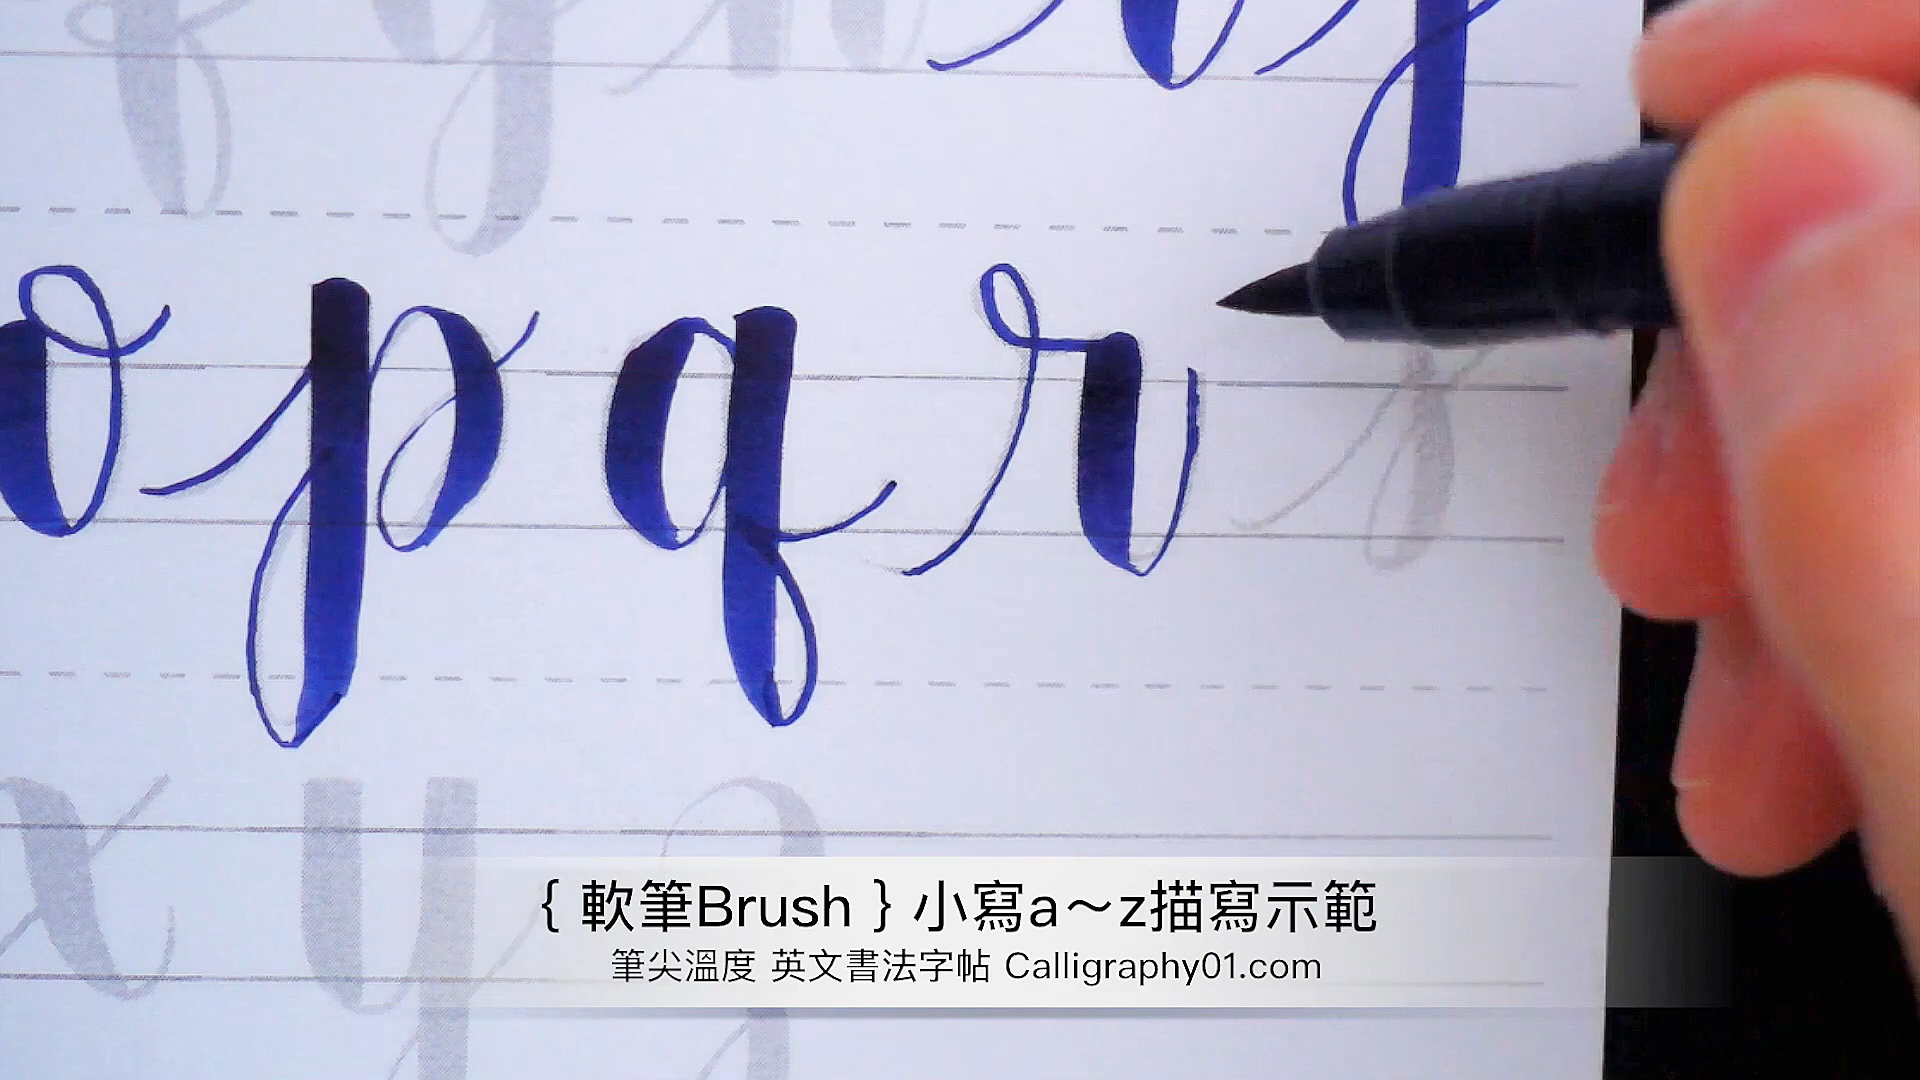 o p q r s
x y z
{ 軟筆Brush } 小寫a～z描寫示範
筆尖溫度 英文書法字帖 Calligraphy01.com